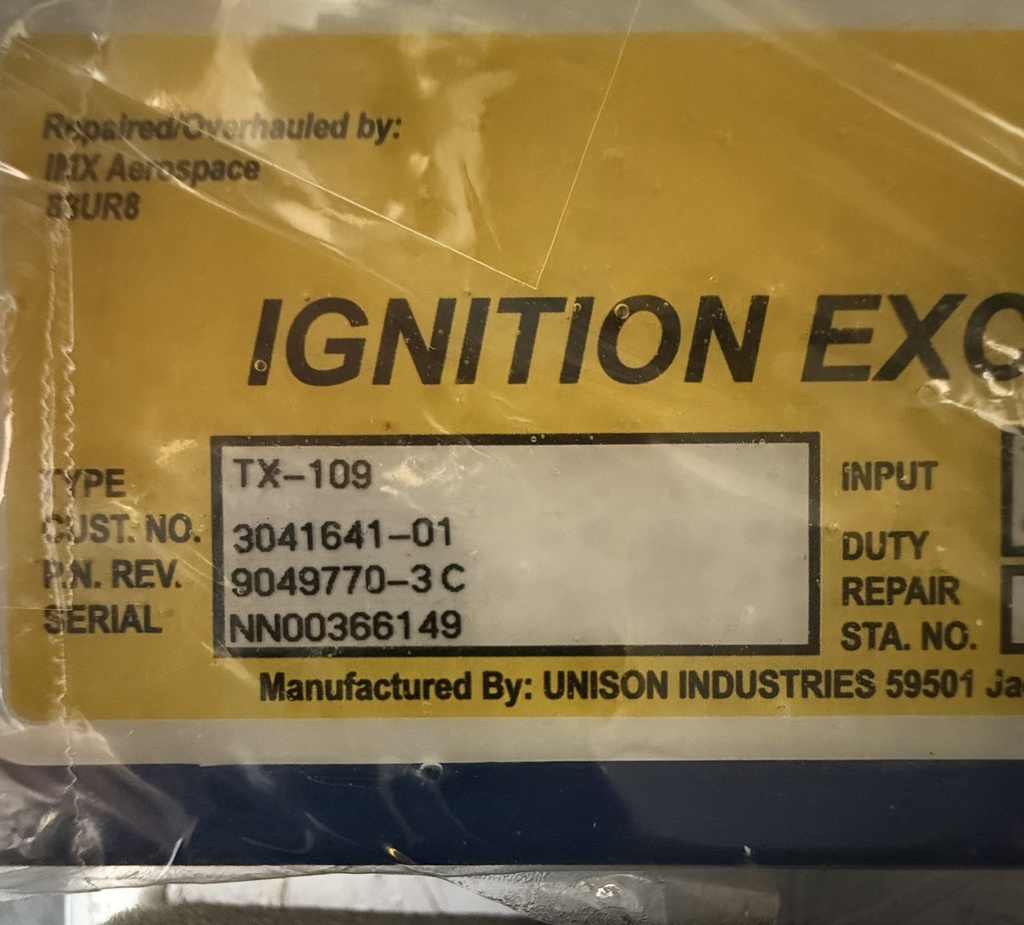 Repaired/Overhauled by:
Aerospace
IGNITION EXC
TYPE TX-109
CUST. NO. 3041641-01
P.N. REV. 9049770-3 C
SERIAL NN00366149
INPUT
DUTY
REPAIR
STA. NO.
Manufactured By: UNISON INDUSTRIES 59501 Ja